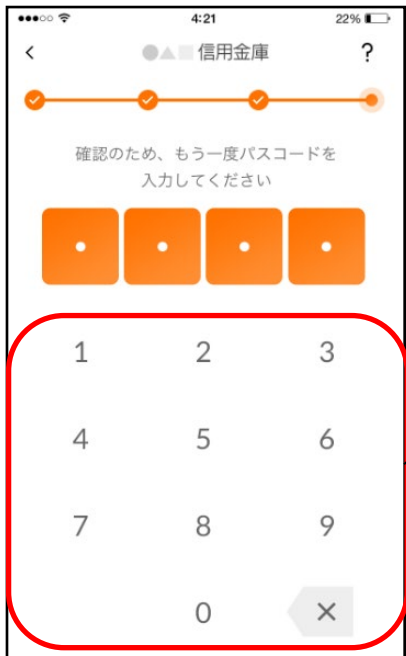 4:21 22%
●▲■ 信用金庫 ?
確認のため、もう一度パスコードを
入力してください
1 2 3
4 5 6
7 8 9
0